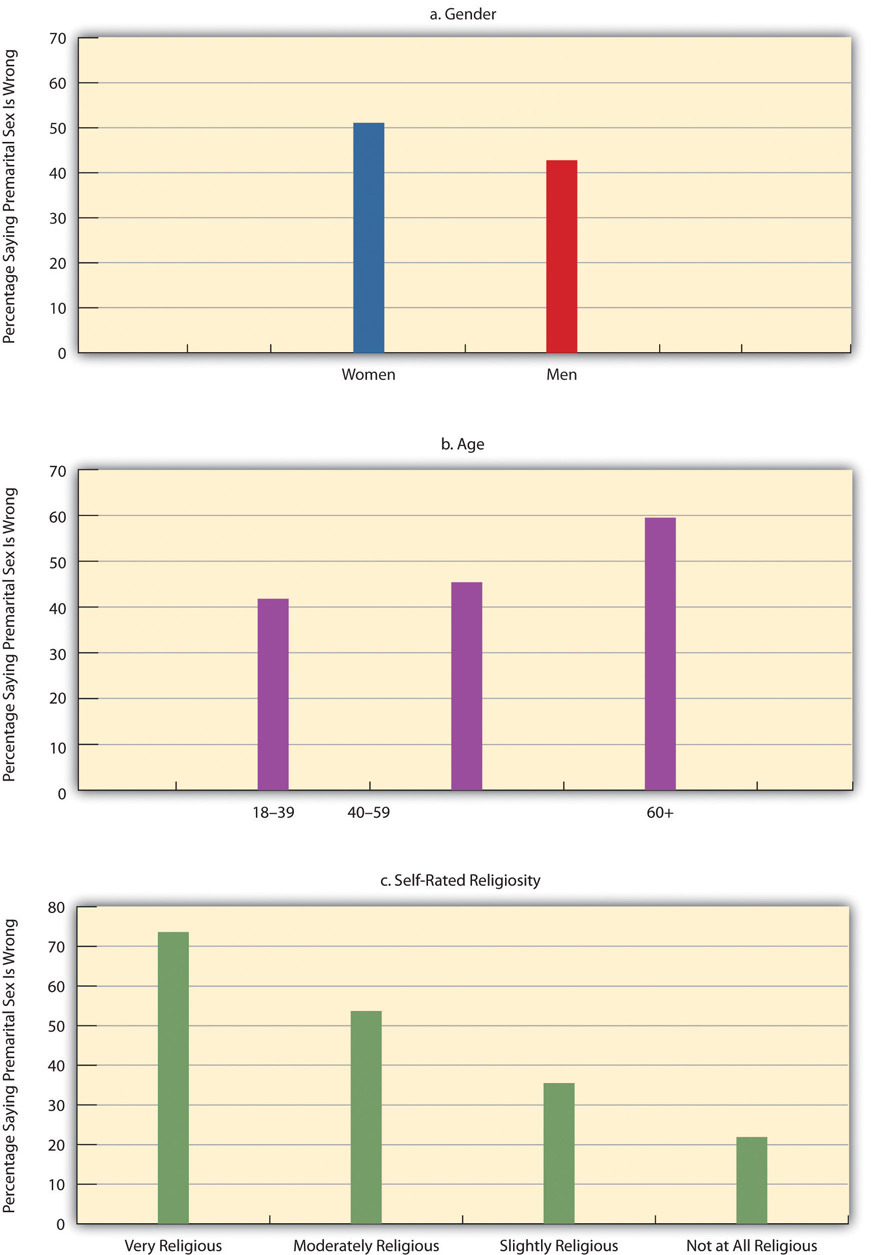 a. Gender
Percentage Saying Premarital Sex Is Wrong
70
60
50
40
30
20
10
0
Women Men
b. Age
Percentage Saying Premarital Sex Is Wrong
70
60
50
40
30
20
10
0
18–39 40–59 60+
c. Self-Rated Religiosity
Percentage Saying Premarital Sex Is Wrong
80
70
60
50
40
30
20
10
0
Very Religious Moderately Religious Slightly Religious Not at All Religious